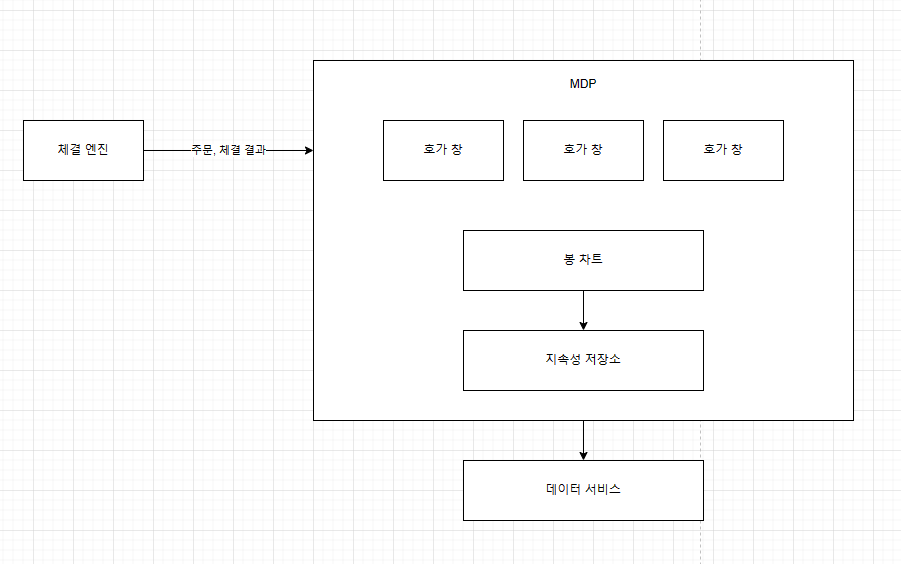 MDP
체결 엔진
주문, 체결 결과
호가 창
호가 창
호가 창
봉 차트
지속성 저장소
데이터 서비스